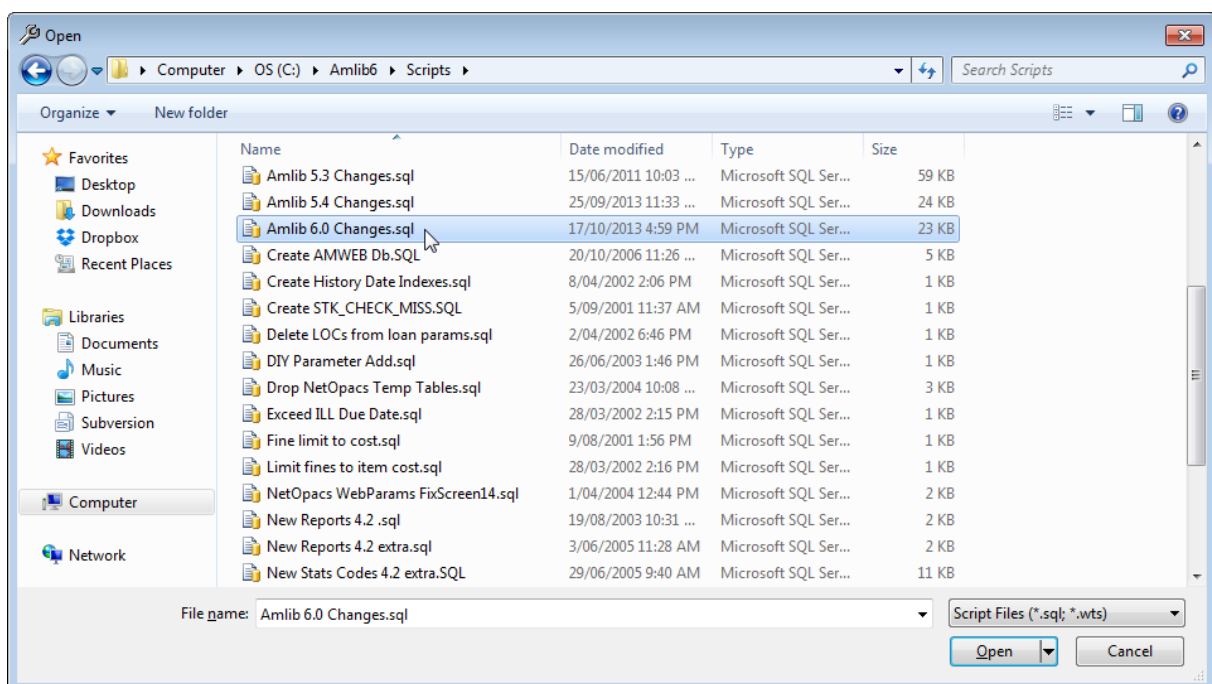 Open
Computer OS (C:) Amlib6 Scripts Search Scripts
Organize New folder
Favorites
Desktop
Downloads
Dropbox
Recent Places
Libraries
Documents
Music
Pictures
Subversion
Videos
Computer
Network
Name Date modified Type Size
Amlib 5.3 Changes.sql 15/06/2011 10:03 ... Microsoft SQL Ser... 59 KB
Amlib 5.4 Changes.sql 25/09/2013 11:33 ... Microsoft SQL Ser... 24 KB
Amlib 6.0 Changes.sql 17/10/2013 4:59 PM Microsoft SQL Ser... 23 KB
Create AMWEB Db.SQL 20/10/2006 11:26 ... Microsoft SQL Ser... 5 KB
Create History Date Indexes.sql 8/04/2002 2:06 PM Microsoft SQL Ser... 1 KB
Create STK_CHECK_MISS.SQL 5/09/2001 11:37 AM Microsoft SQL Ser... 1 KB
Delete LOCs from loan params.sql 2/04/2002 6:46 PM Microsoft SQL Ser... 1 KB
DIY Parameter Add.sql 26/06/2003 1:46 PM Microsoft SQL Ser... 1 KB
Drop NetOpacs Temp Tables.sql 23/03/2004 10:08 ... Microsoft SQL Ser... 3 KB
Exceed ILL Due Date.sql 28/03/2002 2:15 PM Microsoft SQL Ser... 1 KB
Fine limit to cost.sql 9/08/2001 1:56 PM Microsoft SQL Ser... 1 KB
Limit fines to item cost.sql 28/03/2002 2:16 PM Microsoft SQL Ser... 1 KB
NetOpacs WebParams FixScreen14.sql 1/04/2004 12:44 PM Microsoft SQL Ser... 2 KB
New Reports 4.2 .sql 19/08/2003 10:31 ... Microsoft SQL Ser... 2 KB
New Reports 4.2 extra.sql 3/06/2005 11:28 AM Microsoft SQL Ser... 2 KB
New Stats Codes 4.2 extra.SQL 29/06/2005 9:40 AM Microsoft SQL Ser... 11 KB
File name: Amlib 6.0 Changes.sql Script Files (*.sql; *.wts)
Open Cancel